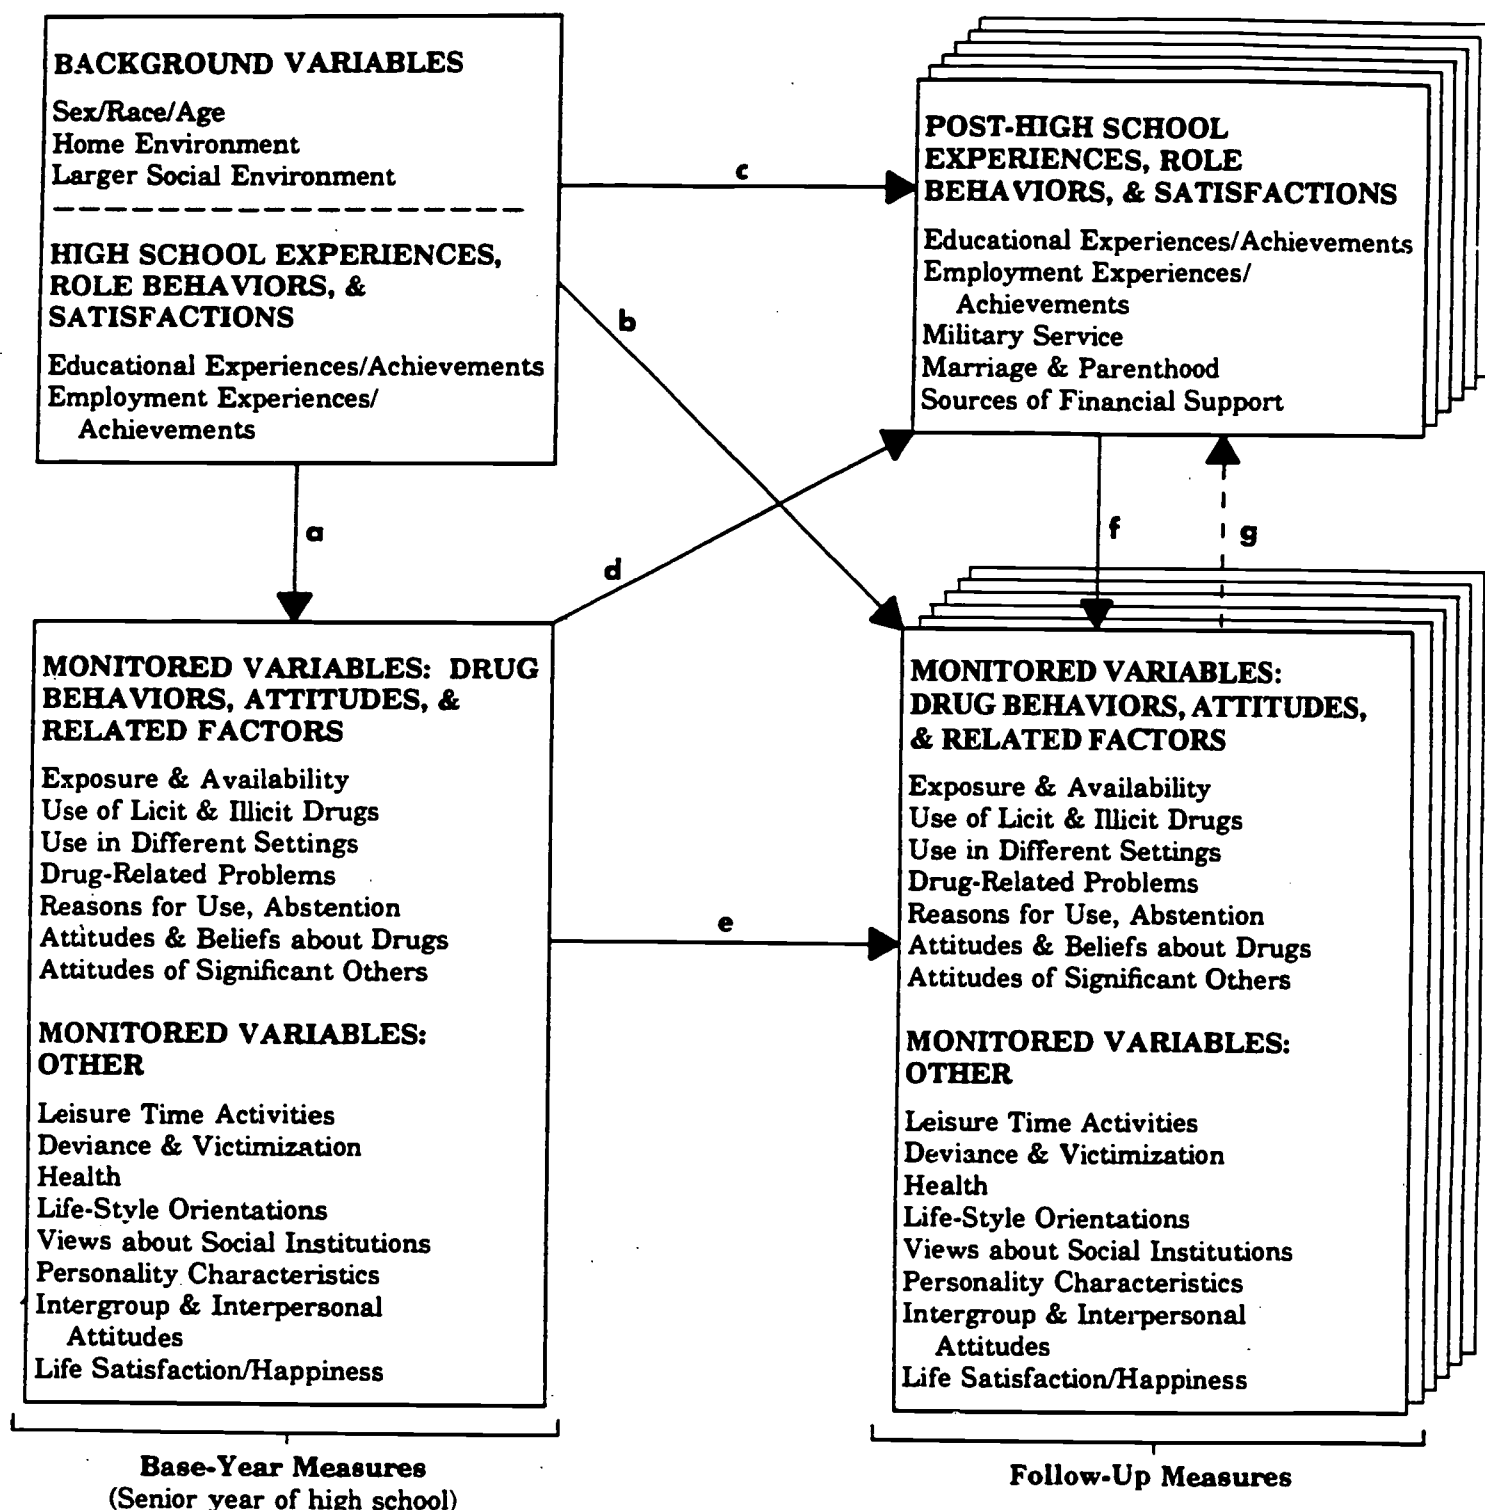 BACKGROUND VARIABLES
Sex/Race/Age
Home Environment
Larger Social Environment
HIGH SCHOOL EXPERIENCES,
ROLE BEHAVIORS, &
SATISFACTIONS
Educational Experiences/Achievements
Employment Experiences/
Achievements
c
b
a
d
POST-HIGH SCHOOL
EXPERIENCES, ROLE
BEHAVIORS, & SATISFACTIONS
Educational Experiences/Achievements
Employment Experiences/
Achievements
Military Service
Marriage & Parenthood
Sources of Financial Support
f
g
MONITORED VARIABLES: DRUG
BEHAVIORS, ATTITUDES, &
RELATED FACTORS
Exposure & Availability
Use of Licit & Illicit Drugs
Use in Different Settings
Drug-Related Problems
Reasons for Use, Abstention
Attitudes & Beliefs about Drugs
Attitudes of Significant Others
MONITORED VARIABLES:
OTHER
Leisure Time Activities
Deviance & Victimization
Health
Life-Style Orientations
Views about Social Institutions
Personality Characteristics
Intergroup & Interpersonal
Attitudes
Life Satisfaction/Happiness
e
MONITORED VARIABLES:
DRUG BEHAVIORS, ATTITUDES,
& RELATED FACTORS
Exposure & Availability
Use of Licit & Illicit Drugs
Use in Different Settings
Drug-Related Problems
Reasons for Use, Abstention
Attitudes & Beliefs about Drugs
Attitudes of Significant Others
MONITORED VARIABLES:
OTHER
Leisure Time Activities
Deviance & Victimization
Health
Life-Style Orientations
Views about Social Institutions
Personality Characteristics
Intergroup & Interpersonal
Attitudes
Life Satisfaction/Happiness
Base-Year Measures
(Senior year of high school)
Follow-Up Measures